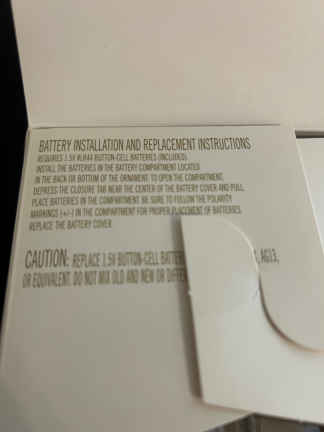 BATTERY INSTALLATION AND REPLACEMENT INSTRUCTIONS
REQUIRES 1.5V #LR44 BUTTON-CELL BATTERIES (INCLUDED).
INSTALL THE BATTERIES IN THE BATTERY COMPARTMENT LOCATED
IN THE BACK OR BOTTOM OF THE ORNAMENT. TO OPEN THE COMPARTMENT,
DEPRESS THE CLOSURE TAB NEAR THE CENTER OF THE BATTERY COVER AND PULL.
PLACE BATTERIES IN THE COMPARTMENT. BE SURE TO FOLLOW THE POLARITY
MARKINGS (+/-) IN THE COMPARTMENT FOR PROPER PLACEMENT OF BATTERIES.
REPLACE THE BATTERY COVER.
CAUTION: REPLACE 1.5V BUTTON-CELL AG13,
OR EQUIVALENT. DO NOT MIX OLD AND NEW OR